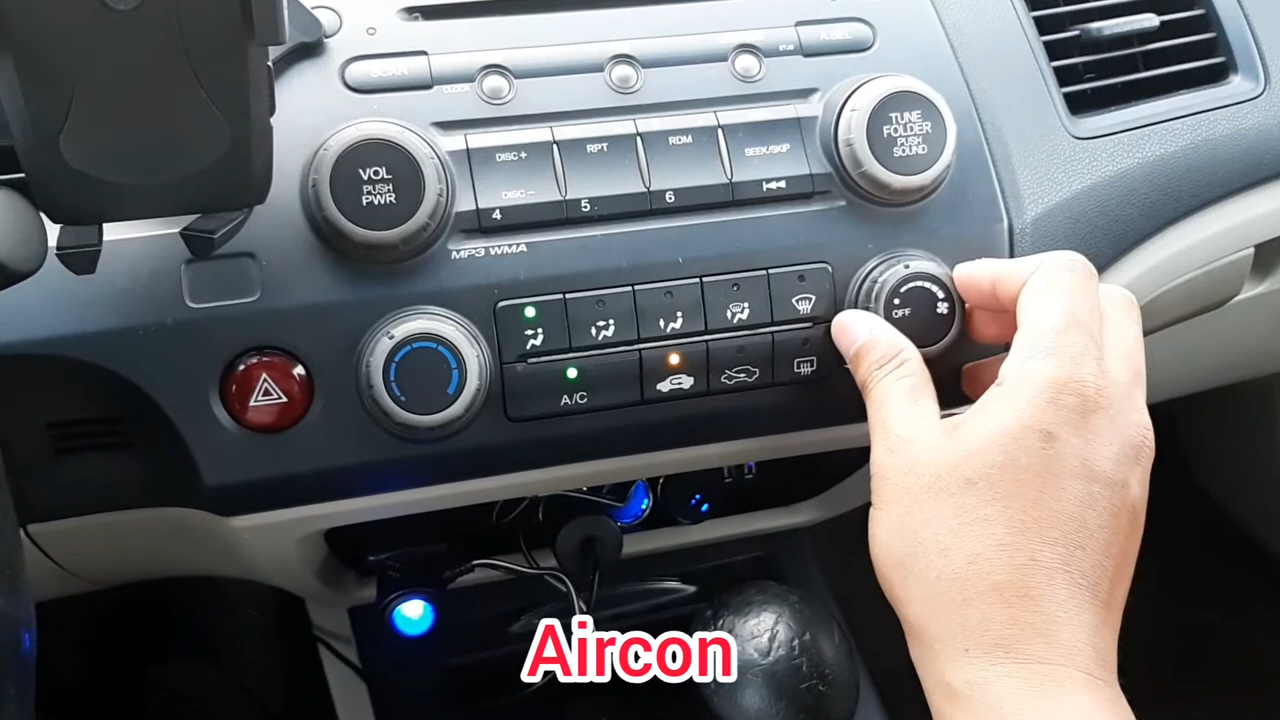 SCAN
CLOCK
A.SEL
VOL
PUSH
PWR
DISC+
DISC-
4
RPT
5
RDM
6
SEEK/SKIP
TUNE
FOLDER
PUSH
SOUND
MP3 WMA
OFF
A/C
Aircon